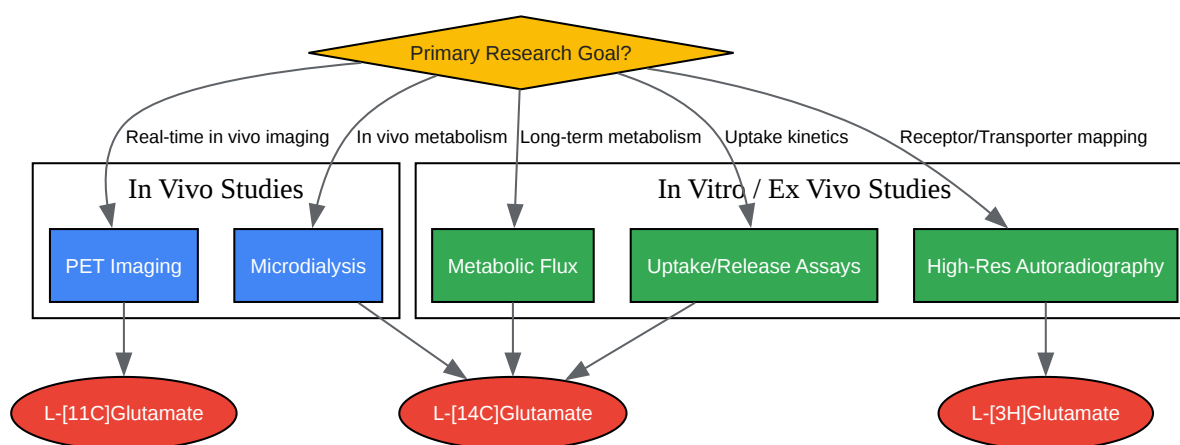 Primary Research Goal?
Real-time in vivo imaging
In vivo metabolism
Long-term metabolism
Uptake kinetics
Receptor/Transporter mapping
In Vivo Studies
In Vitro / Ex Vivo Studies
PET Imaging
Microdialysis
Metabolic Flux
Uptake/Release Assays
High-Res Autoradiography
L-[11C]Glutamate
L-[14C]Glutamate
L-[3H]Glutamate